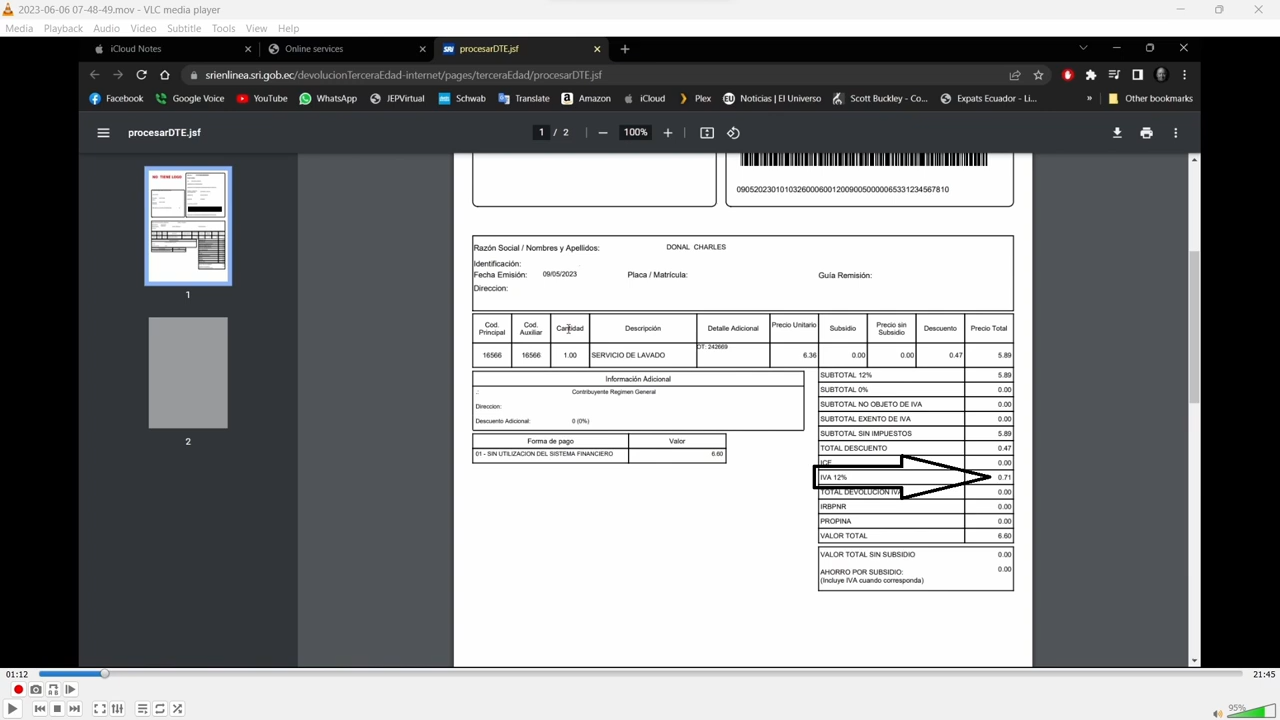 2023-06-06 07-48-49.mov - VLC media player
Media Playback Audio Video Subtitle Tools View Help
iCloud Notes Online services procesarDTE.jsf
srienlinea.sri.gob.ec/devolucionTerceraEdad-internet/pages/terceraEdad/procesarDTE.jsf
Facebook Google Voice YouTube WhatsApp JEPVirtual Schwab Translate Amazon iCloud Plex Noticias | El Universo Scott Buckley - Co... Expats Ecuador - Li... » Other bookmarks
procesarDTE.jsf 1 / 2 100%
NO TIENE LOGO
1
2
0905202301010326000600120090050000065331234567810
Razón Social / Nombres y Apellidos: DONAL CHARLES
Identificación:
Fecha Emisión: 09/05/2023 Placa / Matrícula: Guía Remisión:
Direccion:
Cod. Principal Cod. Auxiliar Cantidad Descripción Detalle Adicional Precio Unitario Subsidio Precio sin Subsidio Descuento Precio Total
16566 16566 1.00 SERVICIO DE LAVADO OT: 242669 6.36 0.00 0.00 0.47 5.89
Información Adicional
.: Contribuyente Regimen General
Direccion:
Descuento Adicional: 0 (0%)
Forma de pago Valor
01 - SIN UTILIZACION DEL SISTEMA FINANCIERO 6.60
SUBTOTAL 12% 5.89
SUBTOTAL 0% 0.00
SUBTOTAL NO OBJETO DE IVA 0.00
SUBTOTAL EXENTO DE IVA 0.00
SUBTOTAL SIN IMPUESTOS 5.89
TOTAL DESCUENTO 0.47
ICE 0.00
IVA 12% 0.71
TOTAL DEVOLUCION IVA 0.00
IRBPNR 0.00
PROPINA 0.00
VALOR TOTAL 6.60
VALOR TOTAL SIN SUBSIDIO 0.00
AHORRO POR SUBSIDIO: 0.00
(Incluye IVA cuando corresponda)
01:12 21:45
95%